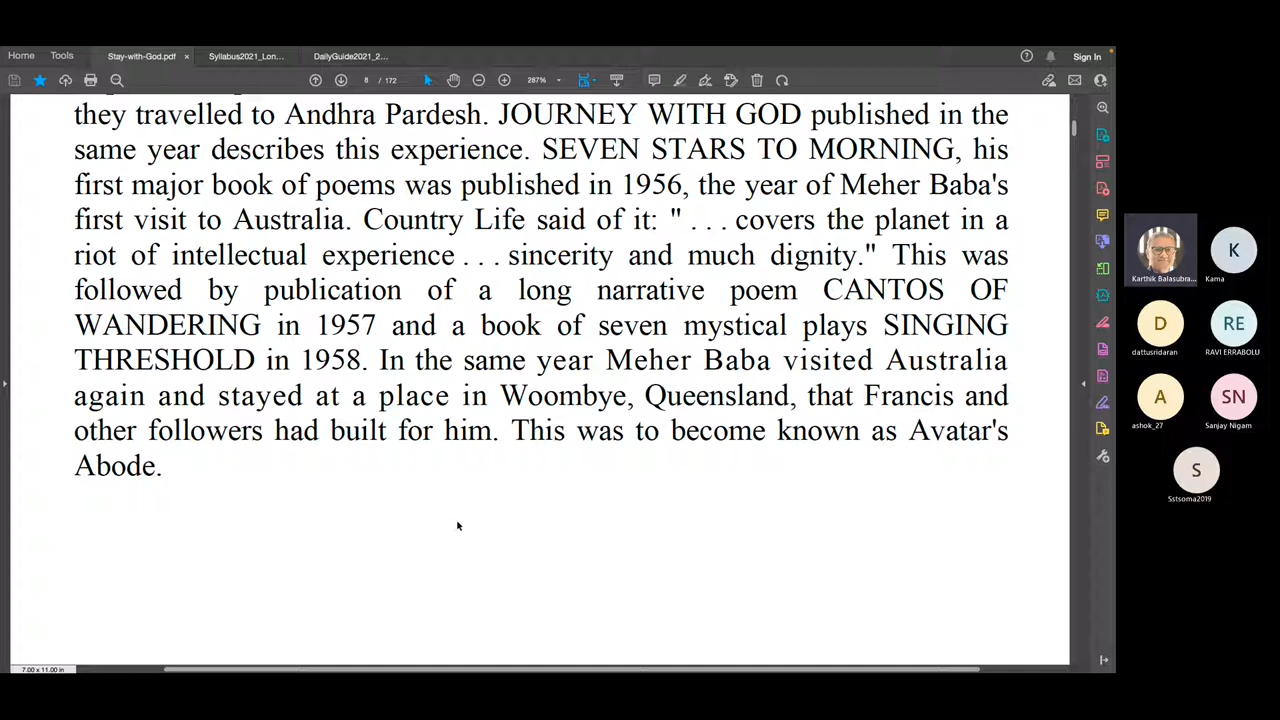 Home Tools Stay-with-God.pdf × Syllabus2021_Lon... DailyGuide2021_2... Sign In
8 / 172 287%
they travelled to Andhra Pardesh. JOURNEY WITH GOD published in the
same year describes this experience. SEVEN STARS TO MORNING, his
first major book of poems was published in 1956, the year of Meher Baba's
first visit to Australia. Country Life said of it: " . . . covers the planet in a
riot of intellectual experience . . . sincerity and much dignity." This was
followed by publication of a long narrative poem CANTOS OF
WANDERING in 1957 and a book of seven mystical plays SINGING
THRESHOLD in 1958. In the same year Meher Baba visited Australia
again and stayed at a place in Woombye, Queensland, that Francis and
other followers had built for him. This was to become known as Avatar's
Abode.
7.00 x 11.00 in
Karthik Balasubra...
K
Kama
D
dattusridaran
RE
RAVI ERRABOLU
A
ashok_27
SN
Sanjay Nigam
S
Sstsoma2019